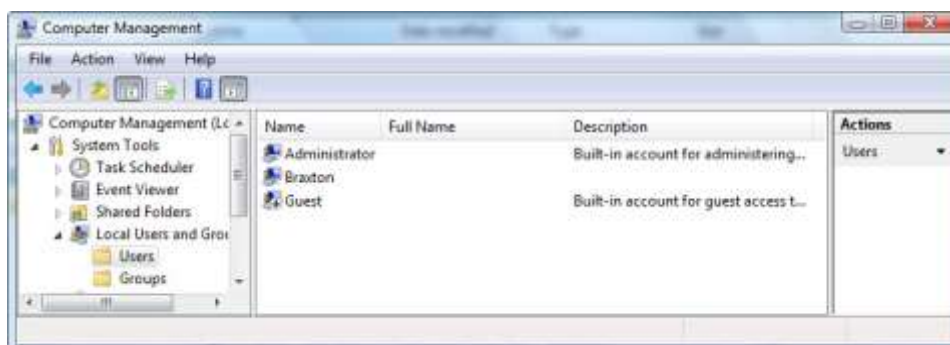 Computer Management
File Action View Help
Computer Management (Lc
System Tools
Task Scheduler
Event Viewer
Shared Folders
Local Users and Grou
Users
Groups
Name Full Name Description
Administrator Built-in account for administering...
Braxton
Guest Built-in account for guest access t...
Actions
Users